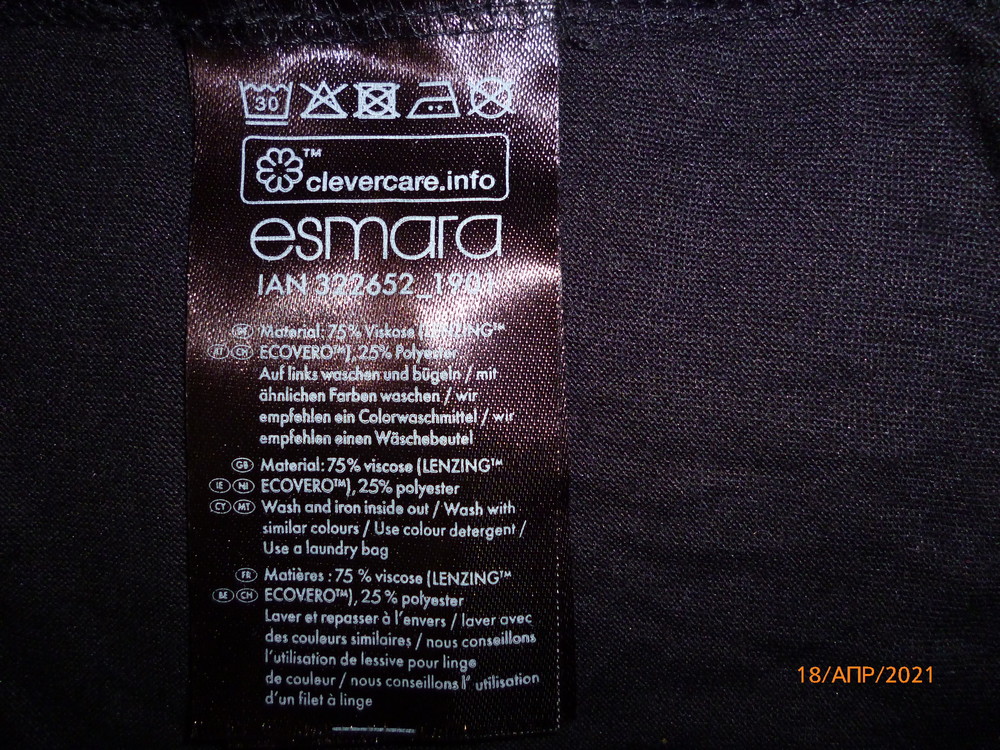 30
™
clevercare.info
esmara
IAN 322652_190
DE Material: 75% Viskose (LENZING™
AT CH ECOVERO™), 25% Polyester
Auf links waschen und bügeln / mit
ähnlichen Farben waschen / wir
empfehlen ein Colorwaschmittel / wir
empfehlen einen Wäschebeutel
GB Material: 75% viscose (LENZING™
IE NI ECOVERO™), 25% polyester
CY MT Wash and iron inside out / Wash with
similar colours / Use colour detergent /
Use a laundry bag
FR Matières : 75 % viscose (LENZING™
BE CH ECOVERO™), 25 % polyester
Laver et repasser à l'envers / laver avec
des couleurs similaires / nous conseillons
l'utilisation de lessive pour linge
de couleur / nous conseillons l' utilisation
d'un filet à linge
18/АПР/2021